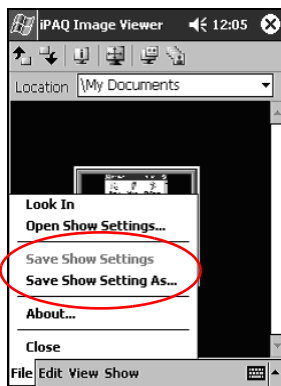 iPAQ Image Viewer 12:05
Location \My Documents
Look In
Open Show Settings...
Save Show Settings
Save Show Setting As...
About...
Close
File Edit View Show